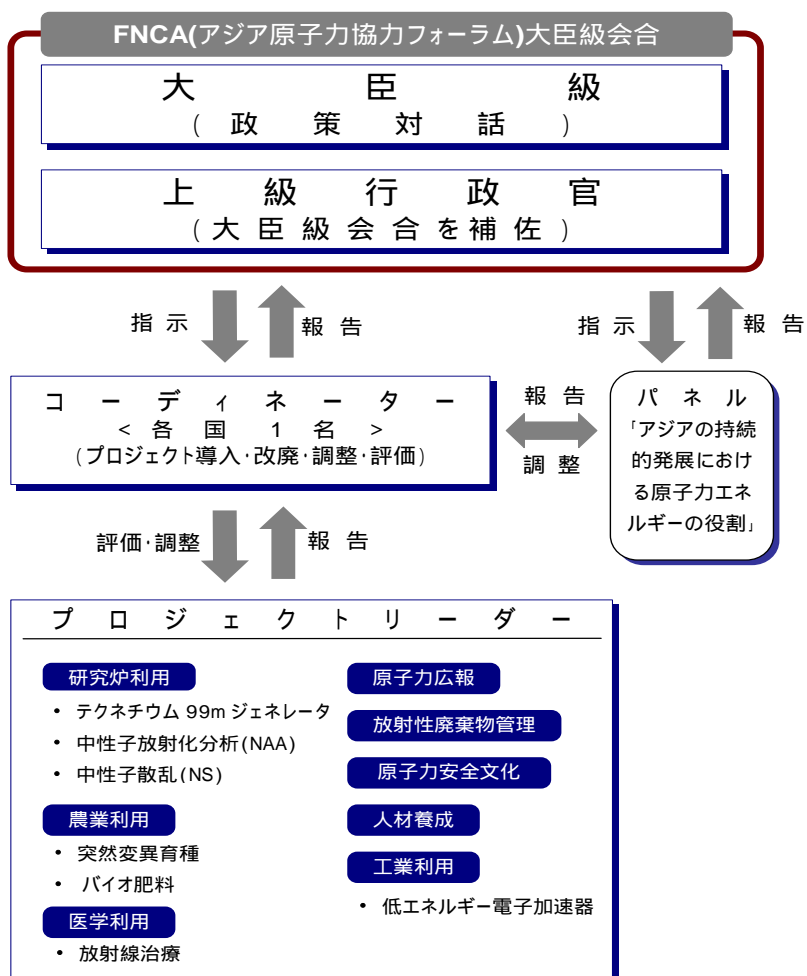 FNCA(アジア原子力協力フォーラム)大臣級会合
大臣級
(政策対話)
上級行政官
(大臣級会合を補佐)
指示
報告
指示
報告
コーディネーター
<各国1名>
(プロジェクト導入･改廃･調整･評価)
報告
調整
パネル
｢アジアの持続
的発展におけ
る原子力エネ
ルギーの役割｣
評価･調整
報告
プロジェクトリーダー
研究炉利用
・ テクネチウム 99m ジェネレータ
・ 中性子放射化分析(NAA)
・ 中性子散乱(NS)
農業利用
・ 突然変異育種
・ バイオ肥料
医学利用
・ 放射線治療
原子力広報
放射性廃棄物管理
原子力安全文化
人材養成
工業利用
・ 低エネルギー電子加速器